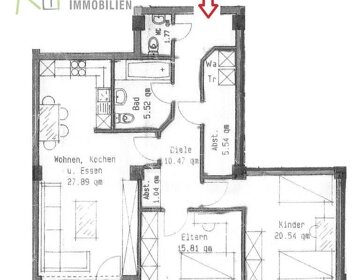 IMMOBILIEN
WC
1.77 qm
Wa
Tr
Bad
5.52 qm
Abst.
5.54 qm
Diele
10.47 qm
Wohnen, Kochen
u. Essen
27.89 qm
Abst.
1.04 qm
Eltern
15.81 qm
Kinder
20.54 qm